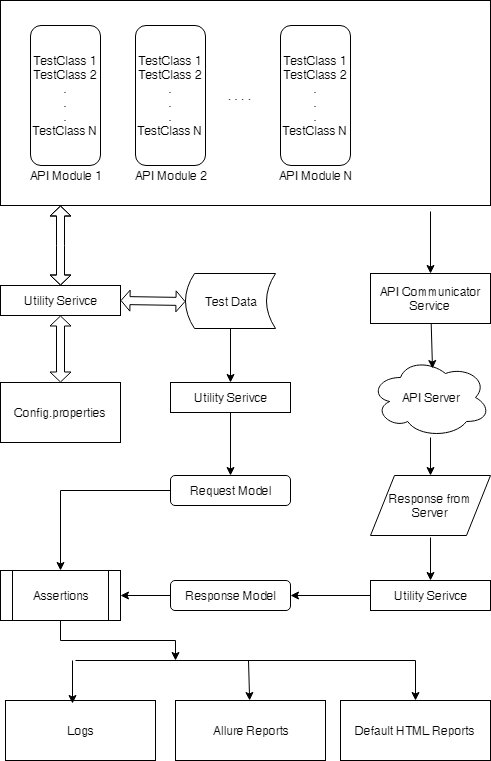 TestClass 1
TestClass 2
.
.
.
TestClass N
API Module 1
TestClass 1
TestClass 2
.
.
.
TestClass N
API Module 2
. . . .
TestClass 1
TestClass 2
.
.
.
TestClass N
API Module N
Utility Serivce
Test Data
API Communicator
Service
Config.properties
Utility Serivce
API Server
Request Model
Response from
Server
Assertions
Response Model
Utility Serivce
Logs
Allure Reports
Default HTML Reports